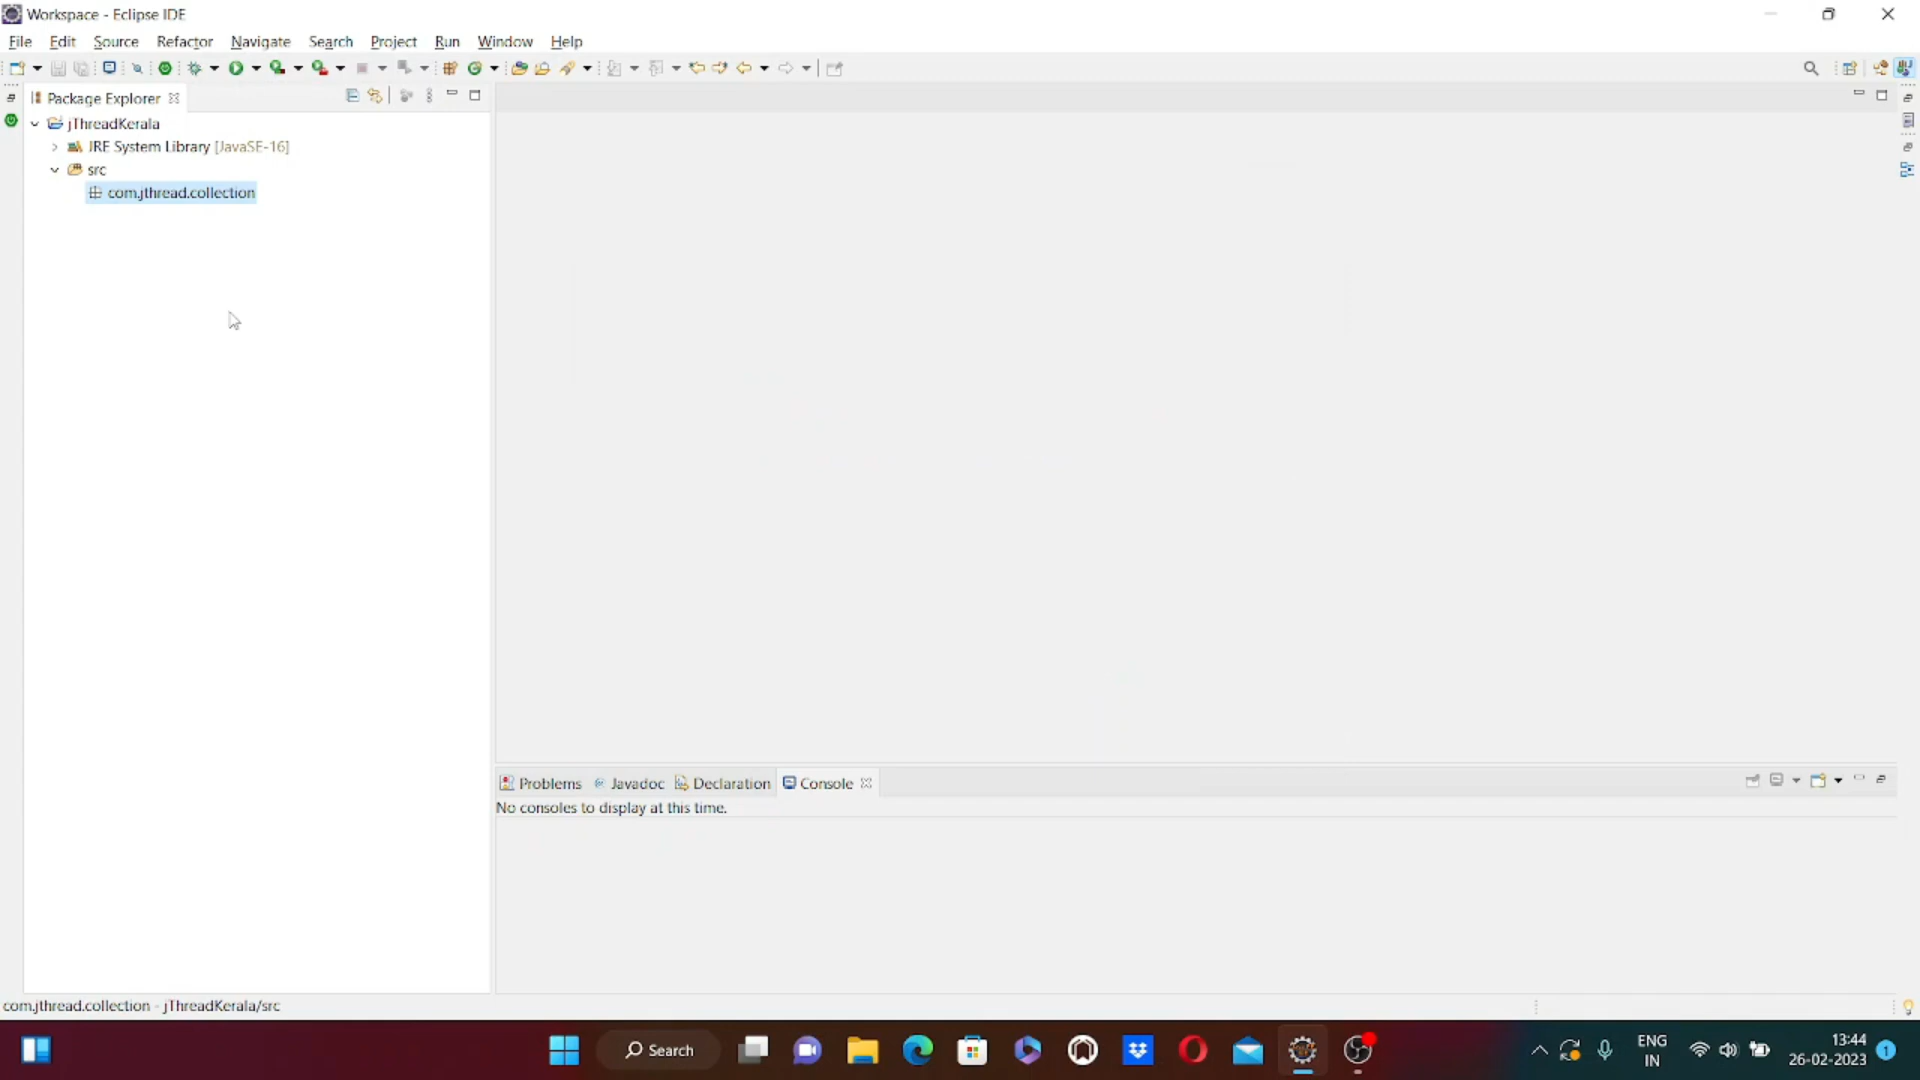 Workspace - Eclipse IDE
File Edit Source Refactor Navigate Search Project Run Window Help
Package Explorer
jThreadKerala
JRE System Library [JavaSE-16]
src
com.jthread.collection
Problems Javadoc Declaration Console
No consoles to display at this time.
com.jthread.collection - jThreadKerala/src
Search
ENG
IN
13:44
26-02-2023
1